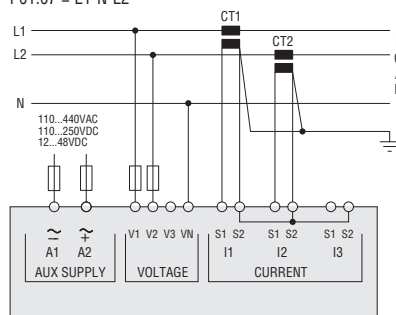 CT1
L1
CT2
L2
N
110...440VAC
110...250VDC
12...48VDC
V1 V2 V3 VN S1 S2 S1 S2 S1 S2
A1 A2 I1 I2 I3
AUX SUPPLY VOLTAGE CURRENT